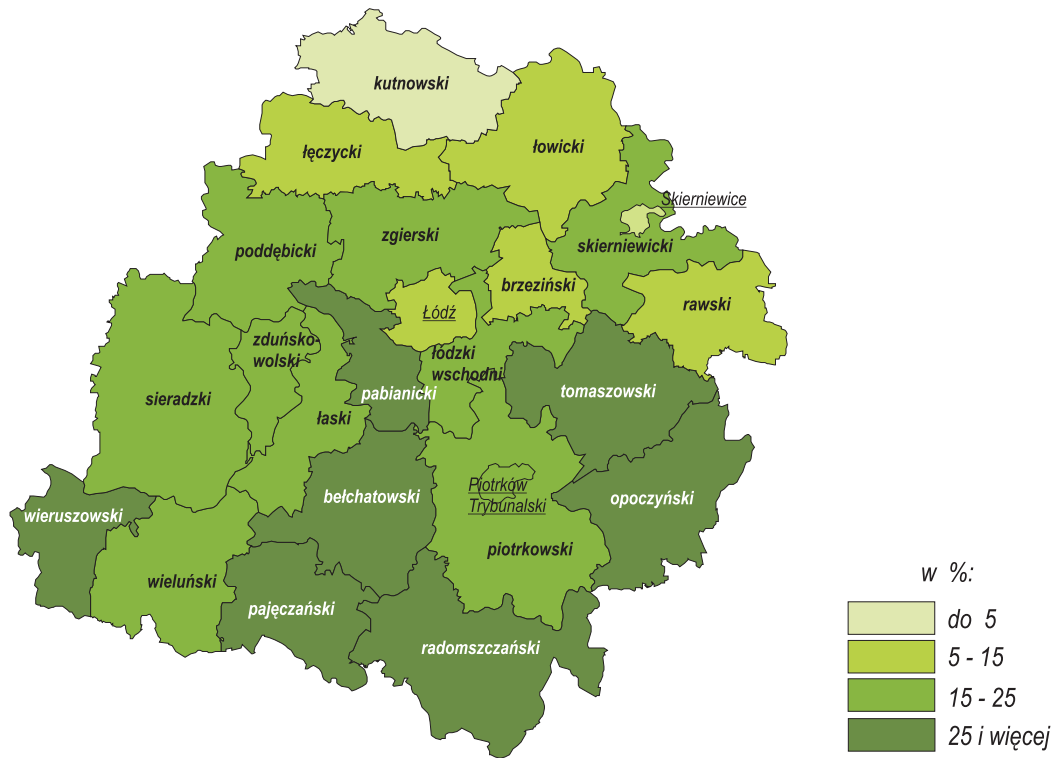 kutnowski
łęczycki
łowicki
Skierniewice
zgierski
poddębicki
skierniewicki
brzeziński
rawski
Łódź
zduńsko-
wolski
łódzki
wschodni
pabianicki
tomaszowski
sieradzki
łaski
Piotrków
Trybunalski
bełchatowski
opoczyński
wieruszowski
piotrkowski
wieluński
pajęczański
radomszczański
w %:
do 5
5 - 15
15 - 25
25 i więcej